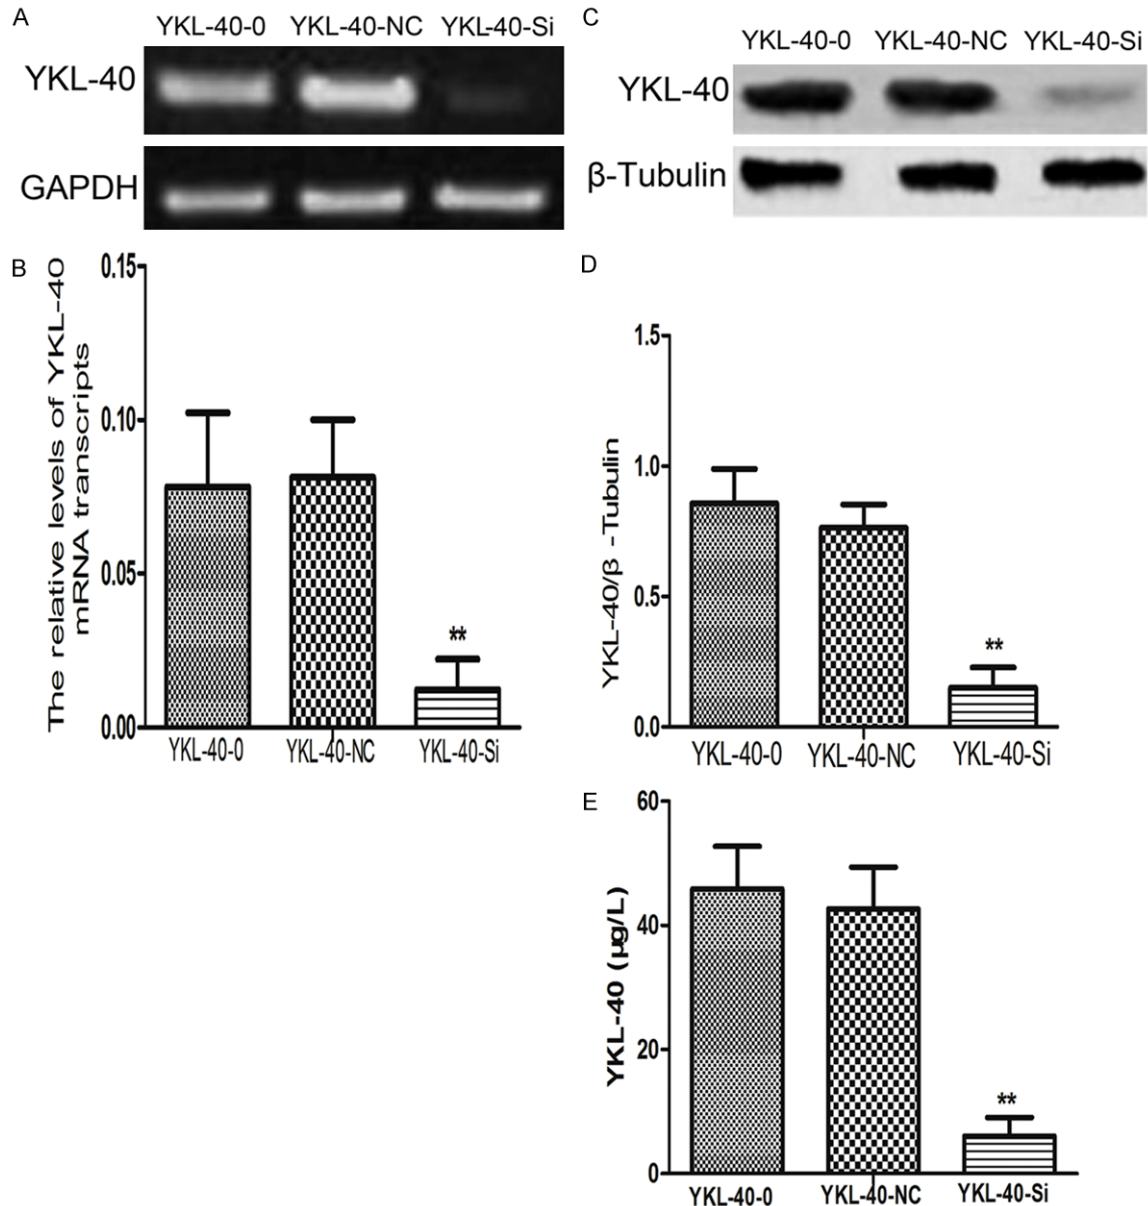 A
YKL-40-0 YKL-40-NC YKL-40-Si
YKL-40
GAPDH
C
YKL-40-0 YKL-40-NC YKL-40-Si
YKL-40
β-Tubulin
B
The relative levels of YKL-40
mRNA transcripts
0.15
0.10
0.05
0.00
**
YKL-40-0 YKL-40-NC YKL-40-Si
D
YKL-40/β -Tubulin
1.5
1.0
0.5
0.0
**
YKL-40-0 YKL-40-NC YKL-40-Si
E
YKL-40 (μg/L)
60
40
20
0
**
YKL-40-0 YKL-40-NC YKL-40-Si